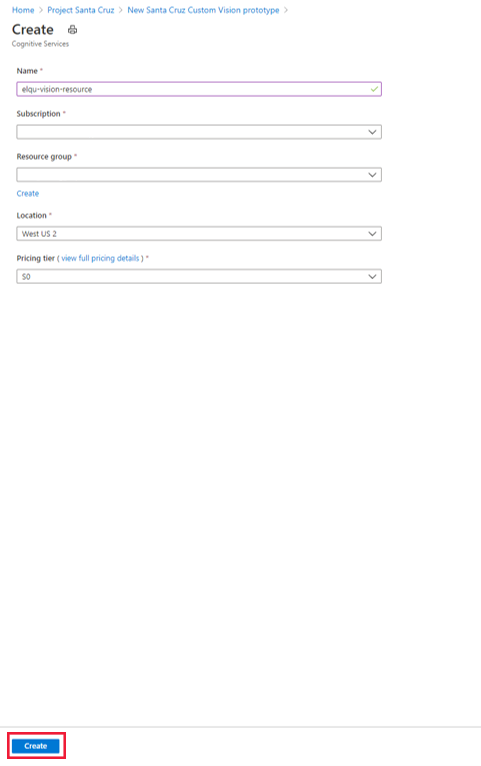 Home > Project Santa Cruz > New Santa Cruz Custom Vision prototype >
Create
Cognitive Services
Name *
elqu-vision-resource
Subscription *
Resource group *
Create
Location *
West US 2
Pricing tier ( view full pricing details ) *
S0
Create